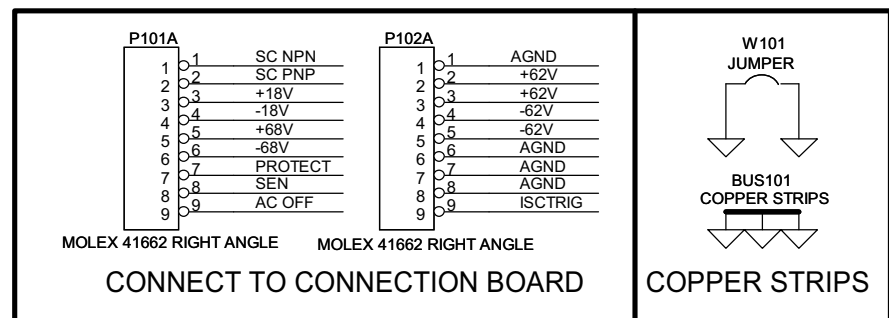 P101A
1 1 SC NPN
2 2 SC PNP
3 3 +18V
4 4 -18V
5 5 +68V
6 6 -68V
7 7 PROTECT
8 8 SEN
9 9 AC OFF
MOLEX 41662 RIGHT ANGLE
P102A
1 1 AGND
2 2 +62V
3 3 +62V
4 4 -62V
5 5 -62V
6 6 AGND
7 7 AGND
8 8 AGND
9 9 ISCTRIG
MOLEX 41662 RIGHT ANGLE
CONNECT TO CONNECTION BOARD
W101
JUMPER
BUS101
COPPER STRIPS
COPPER STRIPS